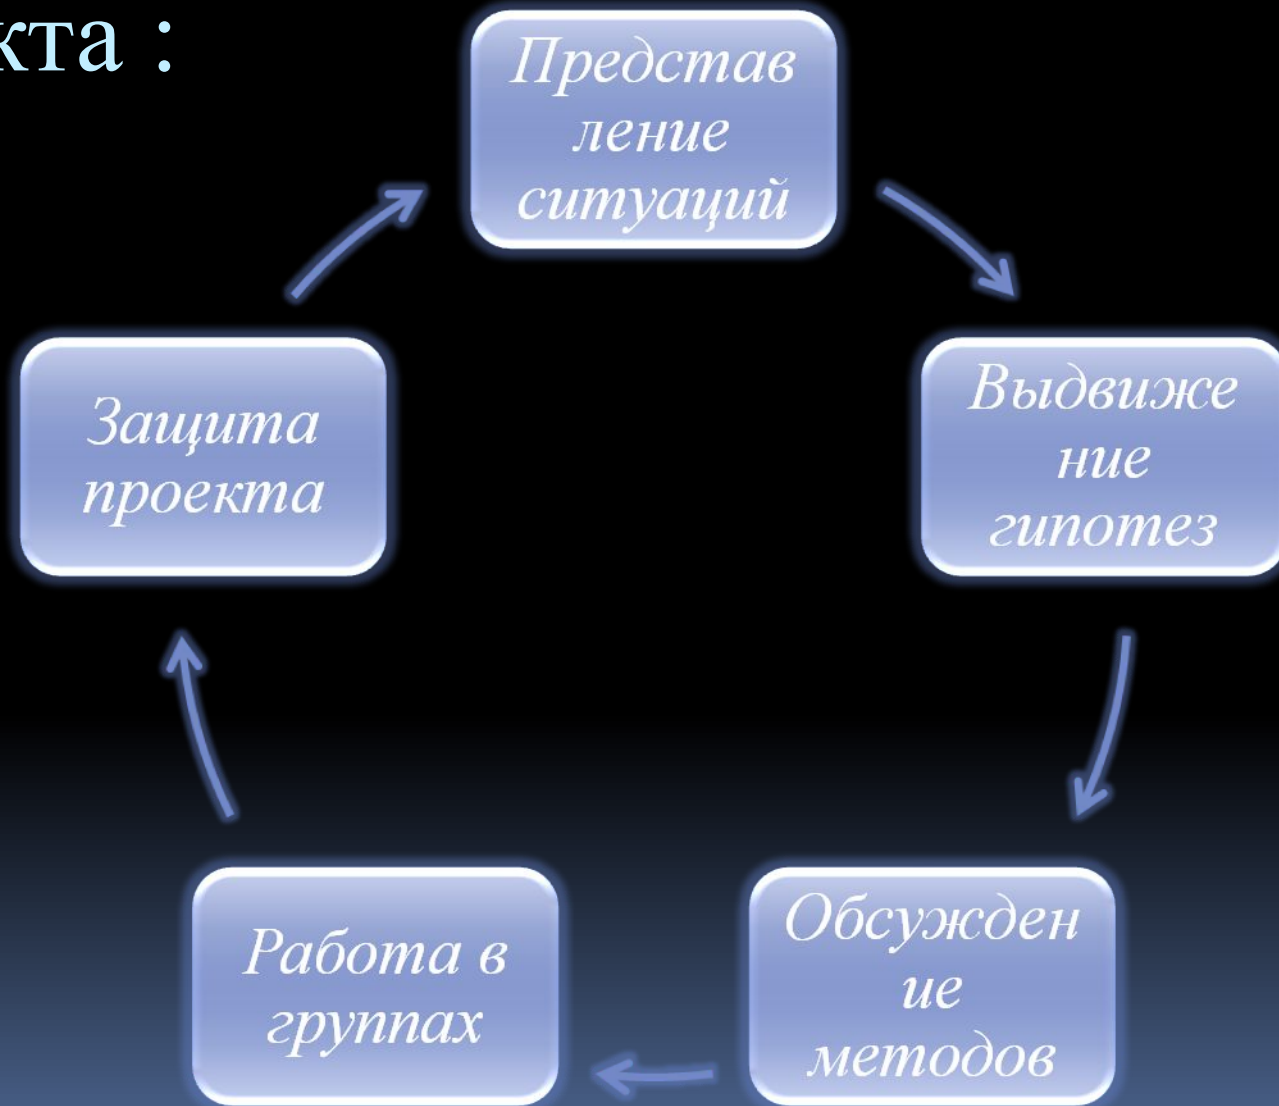 кта :
Представ
ление
ситуаций
Выдвиже
ние
гипотез
Обсужден
ие
методов
Работа в
группах
Защита
проекта